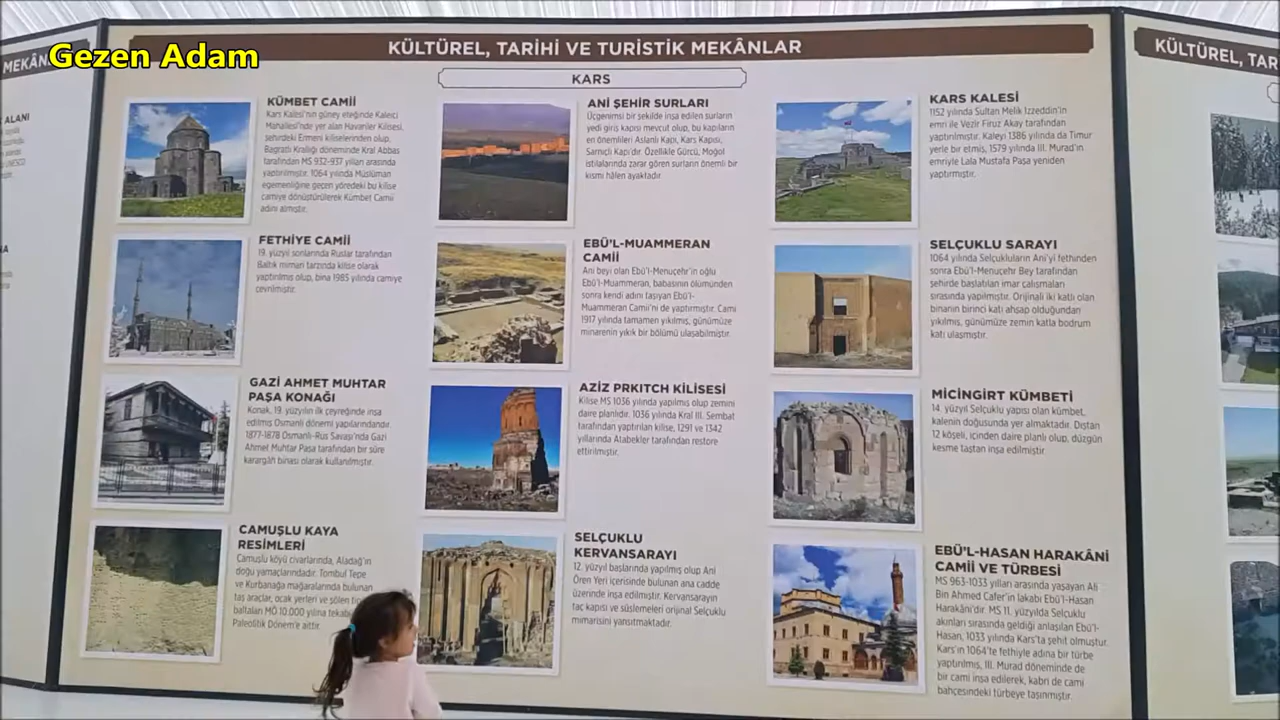 Gezen Adam
MEKÂN
ALANI
KÜLTÜREL, TARİHİ VE TURİSTİK MEKÂNLAR
KARS
KÜMBET CAMİİ
Kars Kalesi'nin güney eteğinde Kaleiçi
Mahallesi'nde yer alan Havariler Kilisesi,
şehirdeki Ermeni kiliselerinden olup,
Bagratlı Krallığı döneminde Kral Abbas
tarafından MS 932-937 yılları arasında
yaptırılmıştır. 1064 yılında Müslüman
egemenliğine geçen yöredeki bu kilise
camiye dönüştürülerek Kümbet Camii
adını almıştır.
FETHİYE CAMİİ
19. yüzyıl sonlarında Ruslar tarafından
Baltık mimari tarzında kilise olarak
yaptırılmış olup, bina 1985 yılında camiye
çevrilmiştir.
GAZİ AHMET MUHTAR
PAŞA KONAĞI
Konak, 19. yüzyılın ilk çeyreğinde inşa
edilmiş Osmanlı dönemi yapılarındandır.
1877-1878 Osmanlı-Rus Savaşı'nda Gazi
Ahmet Muhtar Paşa tarafından bir süre
karargâh binası olarak kullanılmıştır.
CAMUŞLU KAYA
RESİMLERİ
Camuşlu köyü civarlarında, Aladağ'ın
doğu yamaçlarındadır. Tombul Tepe
ve Kurbanağa mağaralarında bulunan
taş araçlar, ocak yerleri ve şölen tipi
baltaları MÖ 10.000 yılına
Paleolitik Dönem'e aittir.
ANİ ŞEHİR SURLARI
Üçgenimsi bir şekilde inşa edilen surların
yedi giriş kapısı mevcut olup, bu kapıların
en önemlileri Aslanlı Kapı, Kars Kapısı,
Sarnıçlı Kapı'dır. Özellikle Gürcü, Moğol
istilalarında zarar gören surların önemli bir
kısmı hâlen ayaktadır.
EBÜ'L-MUAMMERAN
CAMİİ
Ani beyi olan Ebü'l-Menuçehr'in oğlu
Ebü'l-Muammeran, babasının ölümünden
sonra kendi adını taşıyan Ebü'l-
Muammeran Camii'ni de yaptırmıştır. Cami
1917 yılında tamamen yıkılmış, günümüze
minarenin yıkık bir bölümü ulaşabilmiştir.
AZİZ PRKITCH KİLİSESİ
Kilise MS 1036 yılında yapılmış olup zemini
daire planlıdır. 1036 yılında Kral III. Sembat
tarafından yaptırılan kilise, 1291 ve 1342
yıllarında Atabekler tarafından restore
ettirilmiştir.
SELÇUKLU
KERVANSARAYI
12. yüzyıl başlarında yapılmış olup Ani
Ören Yeri içerisinde bulunan ana cadde
üzerinde inşa edilmiştir. Kervansarayın
taç kapısı ve süslemeleri orijinal Selçuklu
mimarisini yansıtmaktadır.
KARS KALESİ
1152 yılında Sultan Melik İzzeddin'in
emri ile Vezir Firuz Akay tarafından
yaptırılmıştır. Kaleyi 1386 yılında da Timur
yerle bir etmiş, 1579 yılında III. Murad'ın
emriyle Lala Mustafa Paşa yeniden
yaptırmıştır.
SELÇUKLU SARAYI
1064 yılında Selçukluların Ani'yi fethinden
sonra Ebü'l-Menuçehr Bey tarafından
şehirde başlatılan imar çalışmaları
sırasında yapılmıştır. Orijinali iki katlı olan
binanın birinci katı ahşap olduğundan
yıkılmış, günümüze zemin katla bodrum
katı ulaşmıştır.
MİCİNGİRT KÜMBETİ
14. yüzyıl Selçuklu yapısı olan kümbet,
kalenin doğusunda yer almaktadır. Dıştan
12 köşeli, içinden daire planlı olup, düzgün
kesme taştan inşa edilmiştir.
EBÜ'L-HASAN HARAKÂNİ
CAMİİ VE TÜRBESİ
MS 963-1033 yılları arasında yaşayan Ali
Bin Ahmed Cafer'in lakabı Ebü'l-Hasan
Harakâni'dir. MS 11. yüzyılda Selçuklu
akınları sırasında geldiği anlaşılan Ebü'l-
Hasan, 1033 yılında Kars'ta şehit olmuştur.
Kars'ın 1064'te fethiyle adına bir türbe
yaptırılmış, III. Murad döneminde de
bir cami inşa edilerek, kabri de cami
bahçesindeki türbeye taşınmıştır.
KÜLTÜREL, TAR